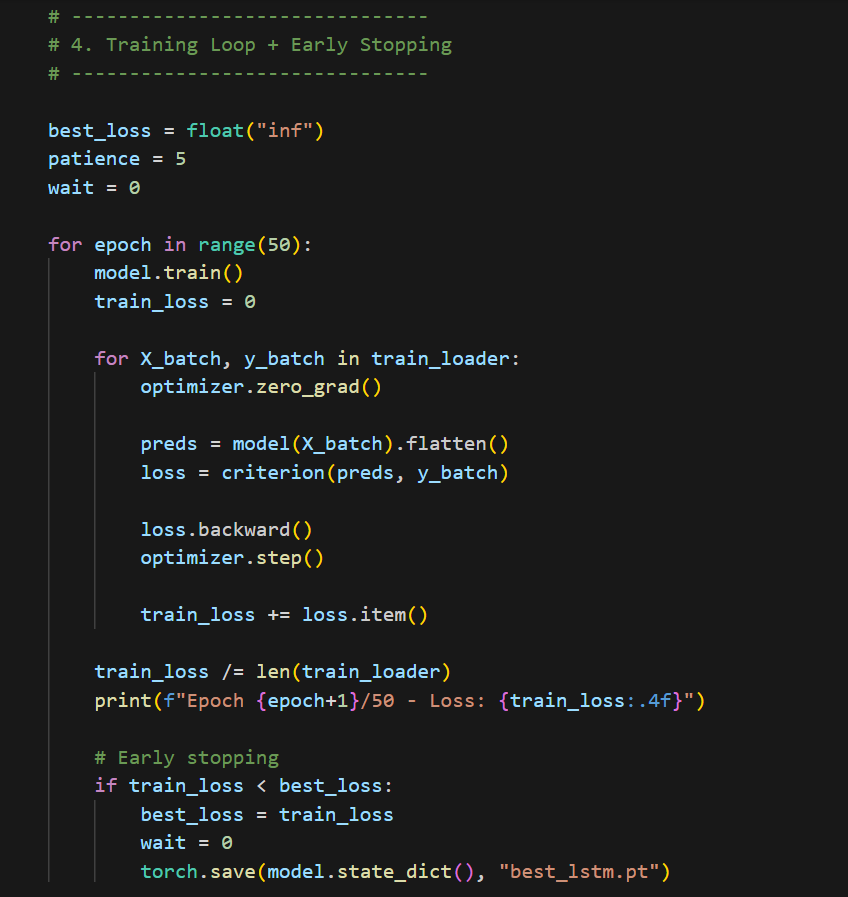 # -------------------------------
# 4. Training Loop + Early Stopping
# -------------------------------
best_loss = float("inf")
patience = 5
wait = 0
for epoch in range(50):
    model.train()
    train_loss = 0
    for X_batch, y_batch in train_loader:
        optimizer.zero_grad()
        preds = model(X_batch).flatten()
        loss = criterion(preds, y_batch)
        loss.backward()
        optimizer.step()
        train_loss += loss.item()
    train_loss /= len(train_loader)
    print(f"Epoch {epoch+1}/50 - Loss: {train_loss:.4f}")
    # Early stopping
    if train_loss < best_loss:
        best_loss = train_loss
        wait = 0
        torch.save(model.state_dict(), "best_lstm.pt")